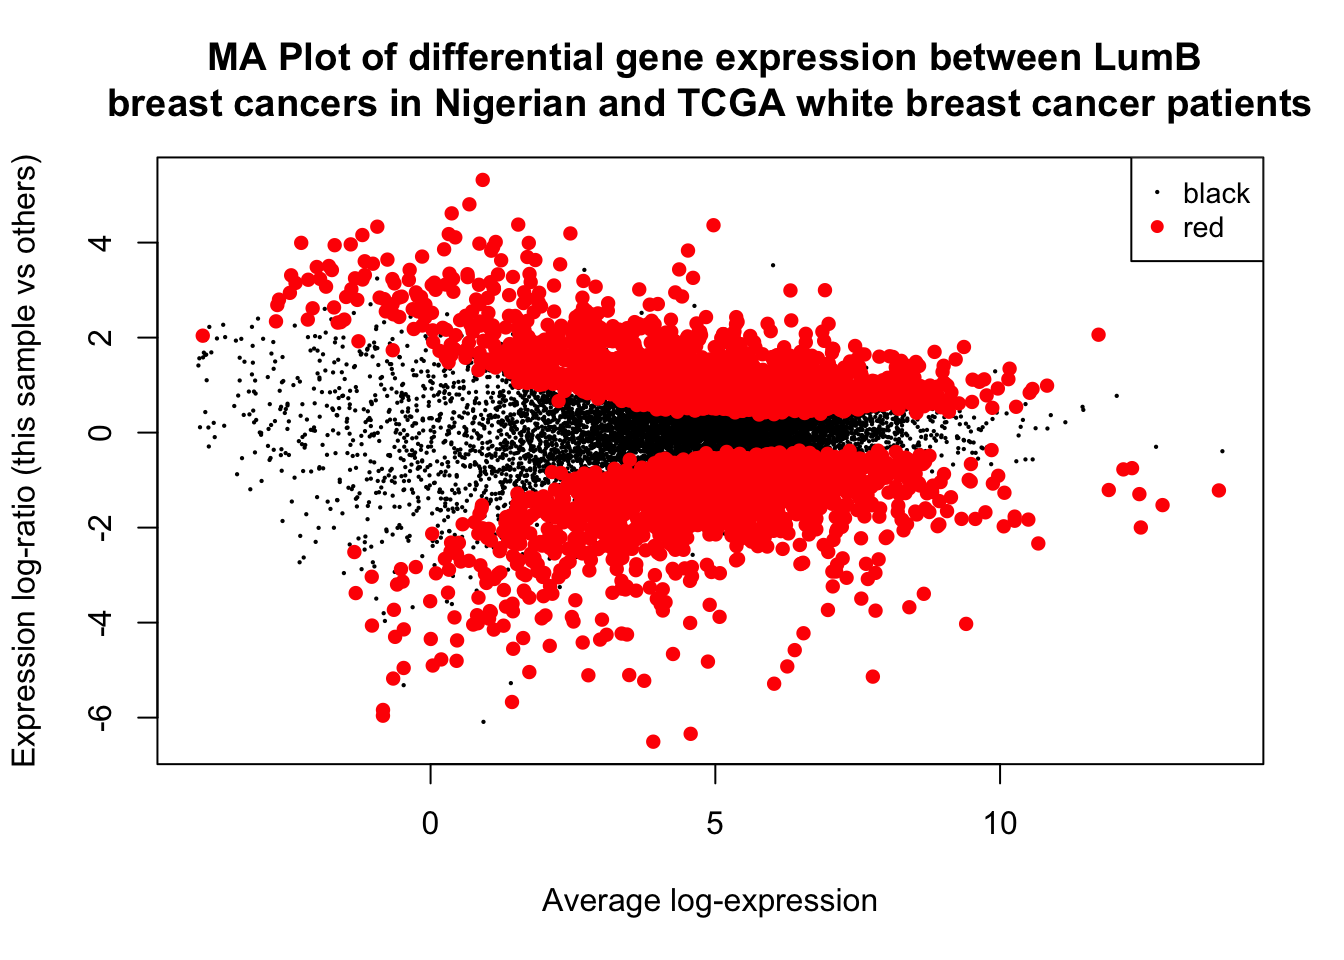 MA Plot of differential gene expression between LumB
breast cancers in Nigerian and TCGA white breast cancer patients
Expression log-ratio (this sample vs others)
4
2
0
-2
-4
-6
black
red
0
5
10
Average log-expression